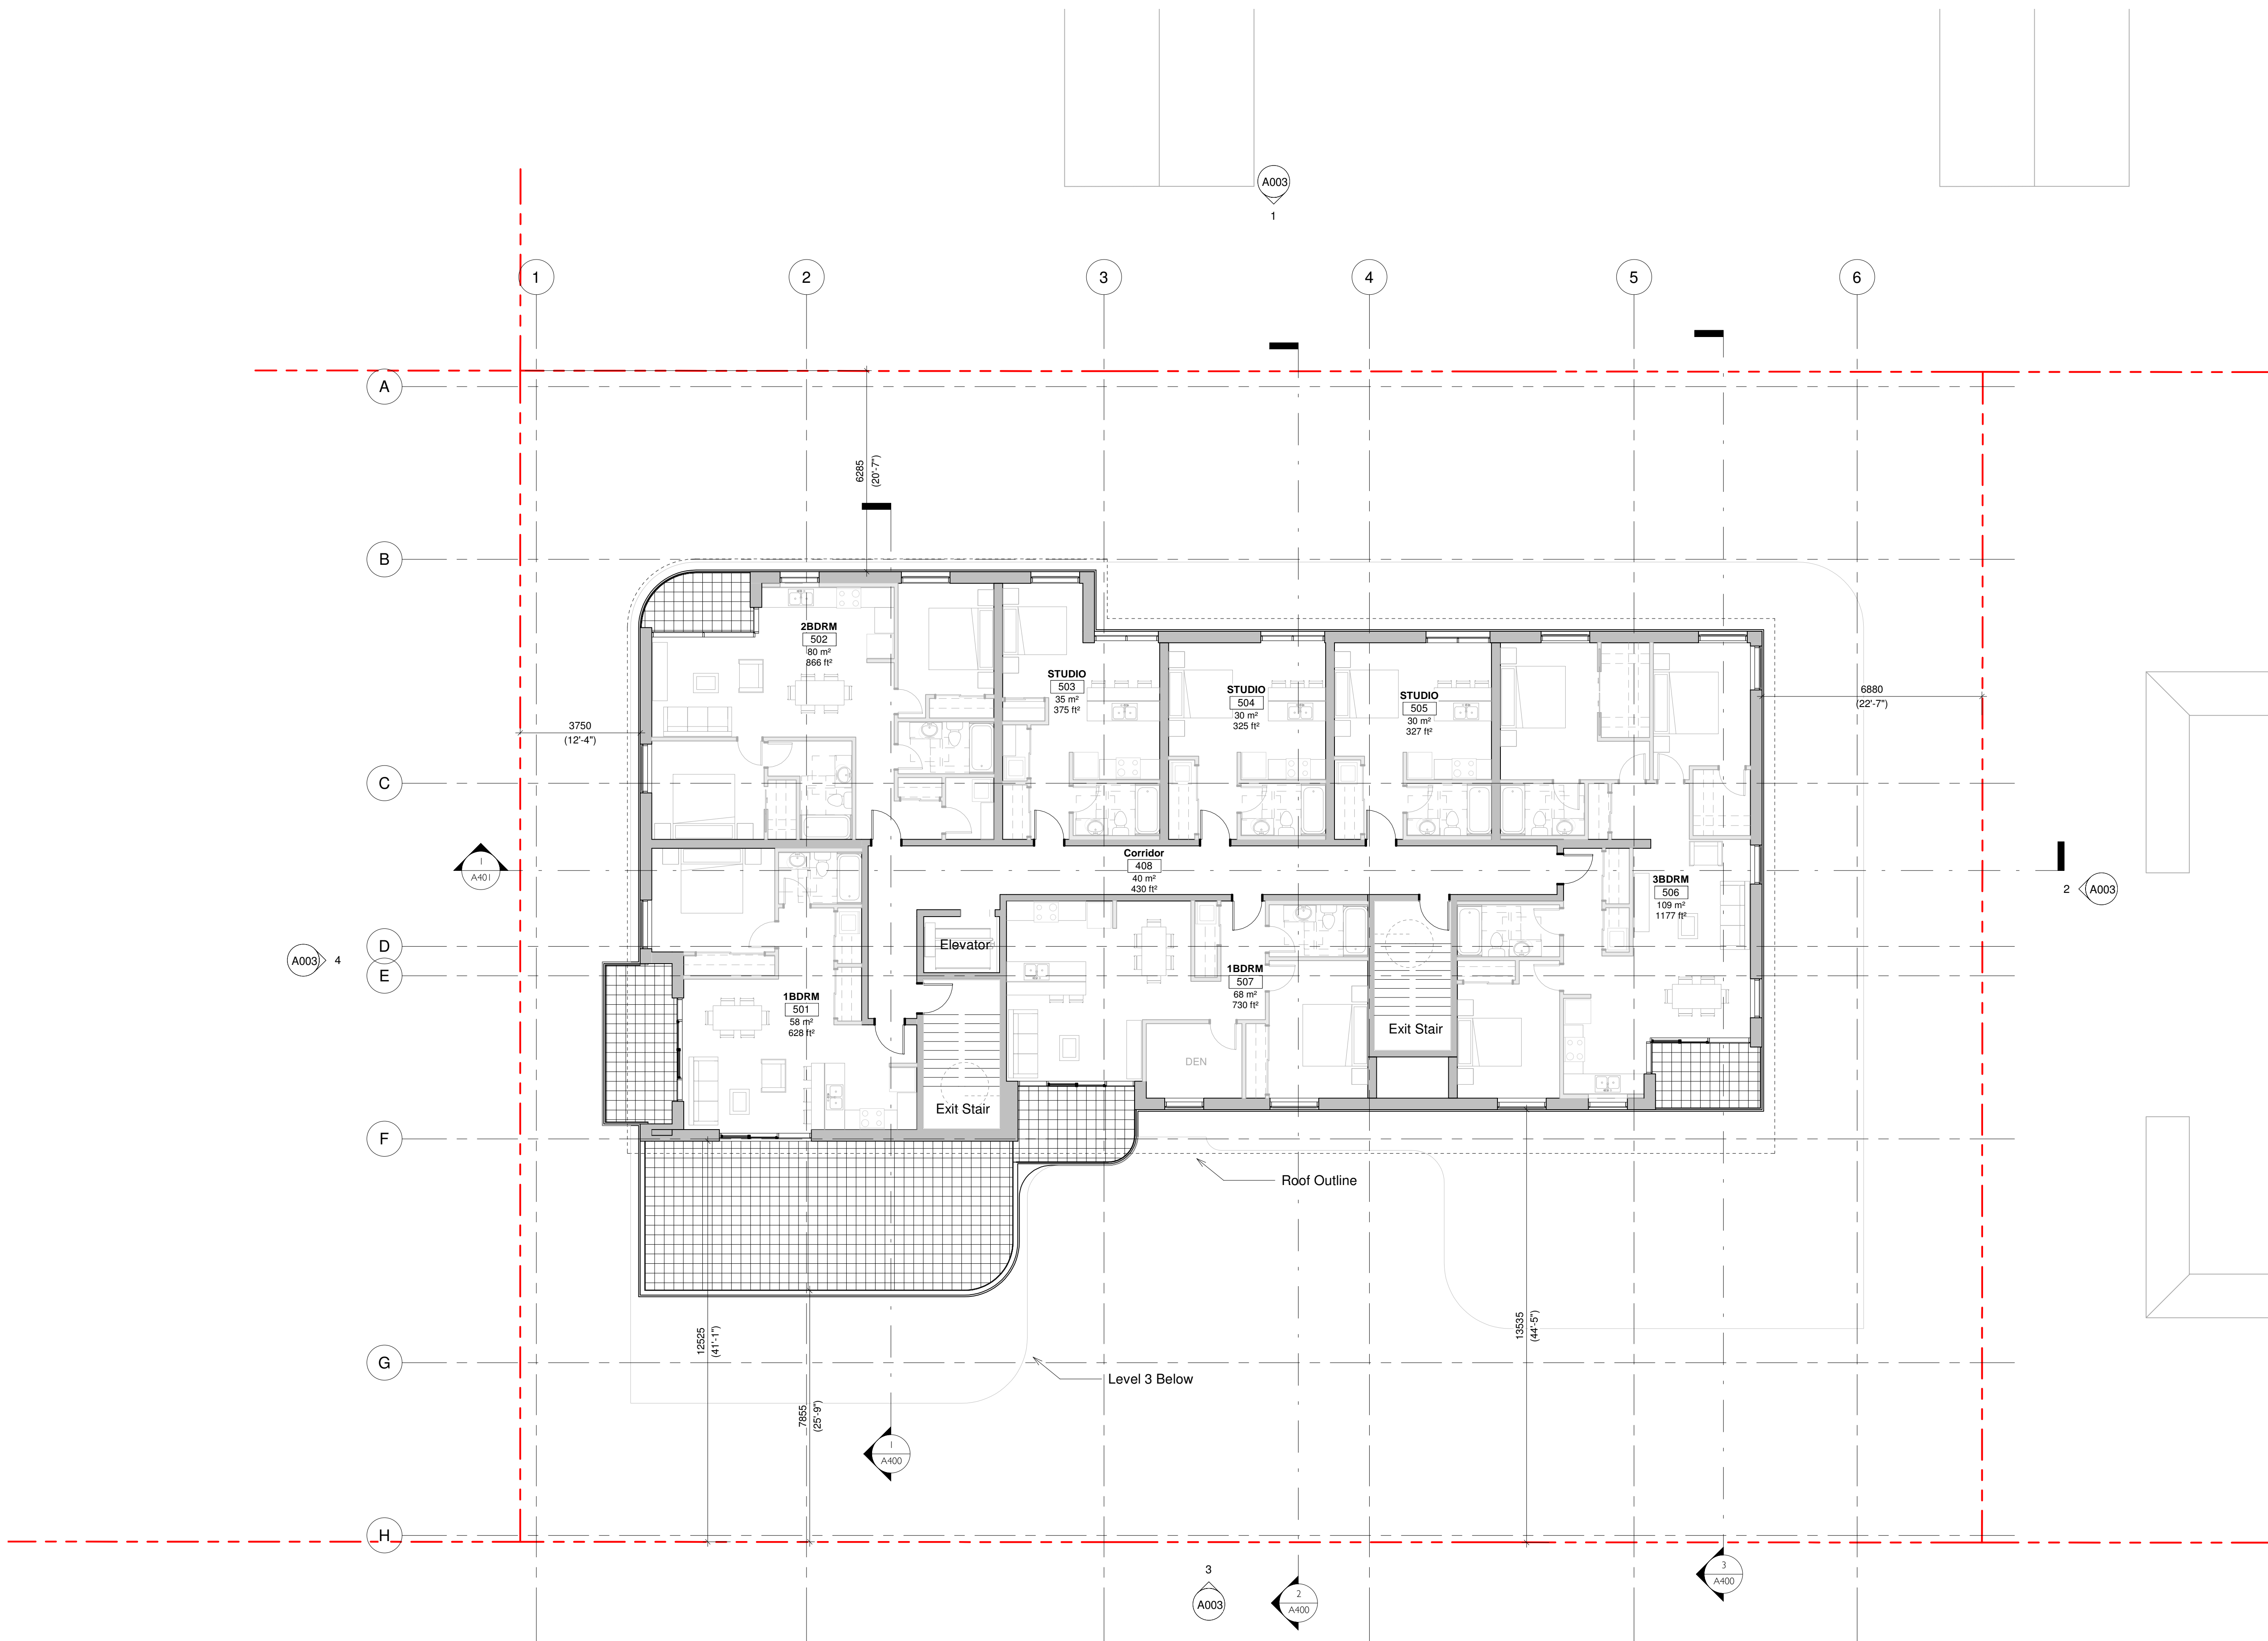 A003
1
1
2
3
4
5
6
A
6285
(20'-7")
B
2BDRM
502
80 m²
866 ft²
STUDIO
503
35 m²
375 ft²
STUDIO
504
30 m²
325 ft²
STUDIO
505
30 m²
327 ft²
6880
(22'-7")
3750
(12'-4")
C
1
A401
Corridor
408
40 m²
430 ft²
3BDRM
506
109 m²
1177 ft²
2
A003
D
Elevator
A003
4
E
1BDRM
507
68 m²
730 ft²
1BDRM
501
58 m²
628 ft²
Exit Stair
DEN
Exit Stair
F
Roof Outline
12525
(41'-1")
13535
(44'-5")
G
Level 3 Below
7855
(25'-9")
1
A400
H
3
A003
2
A400
3
A400